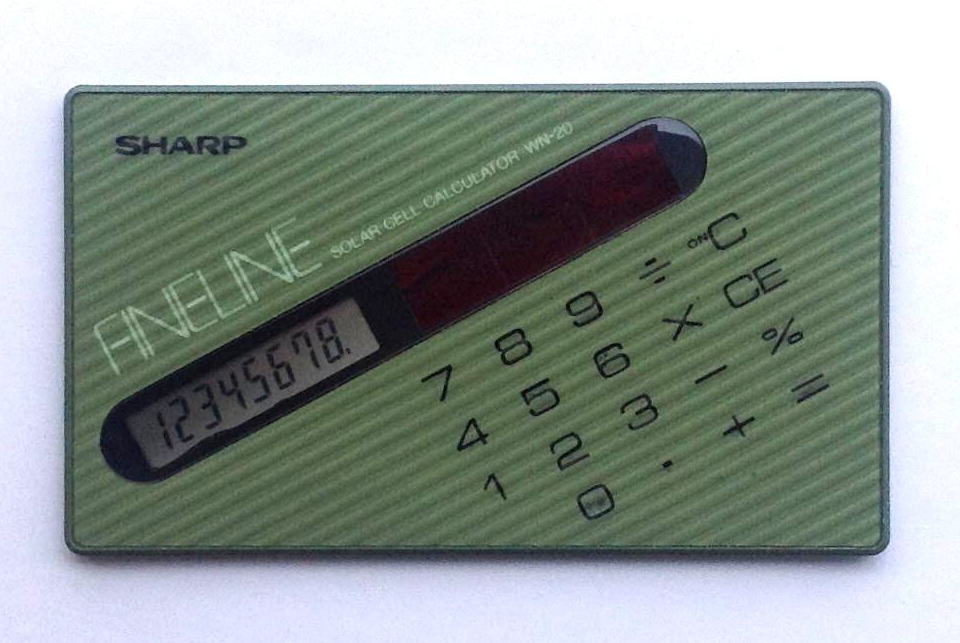 SHARP
FINELINE
SOLAR CELL CALCULATOR WN-20
12345678.
7 8 9 ÷ ON C
4 5 6 × CE
1 2 3 − %
0 . + =